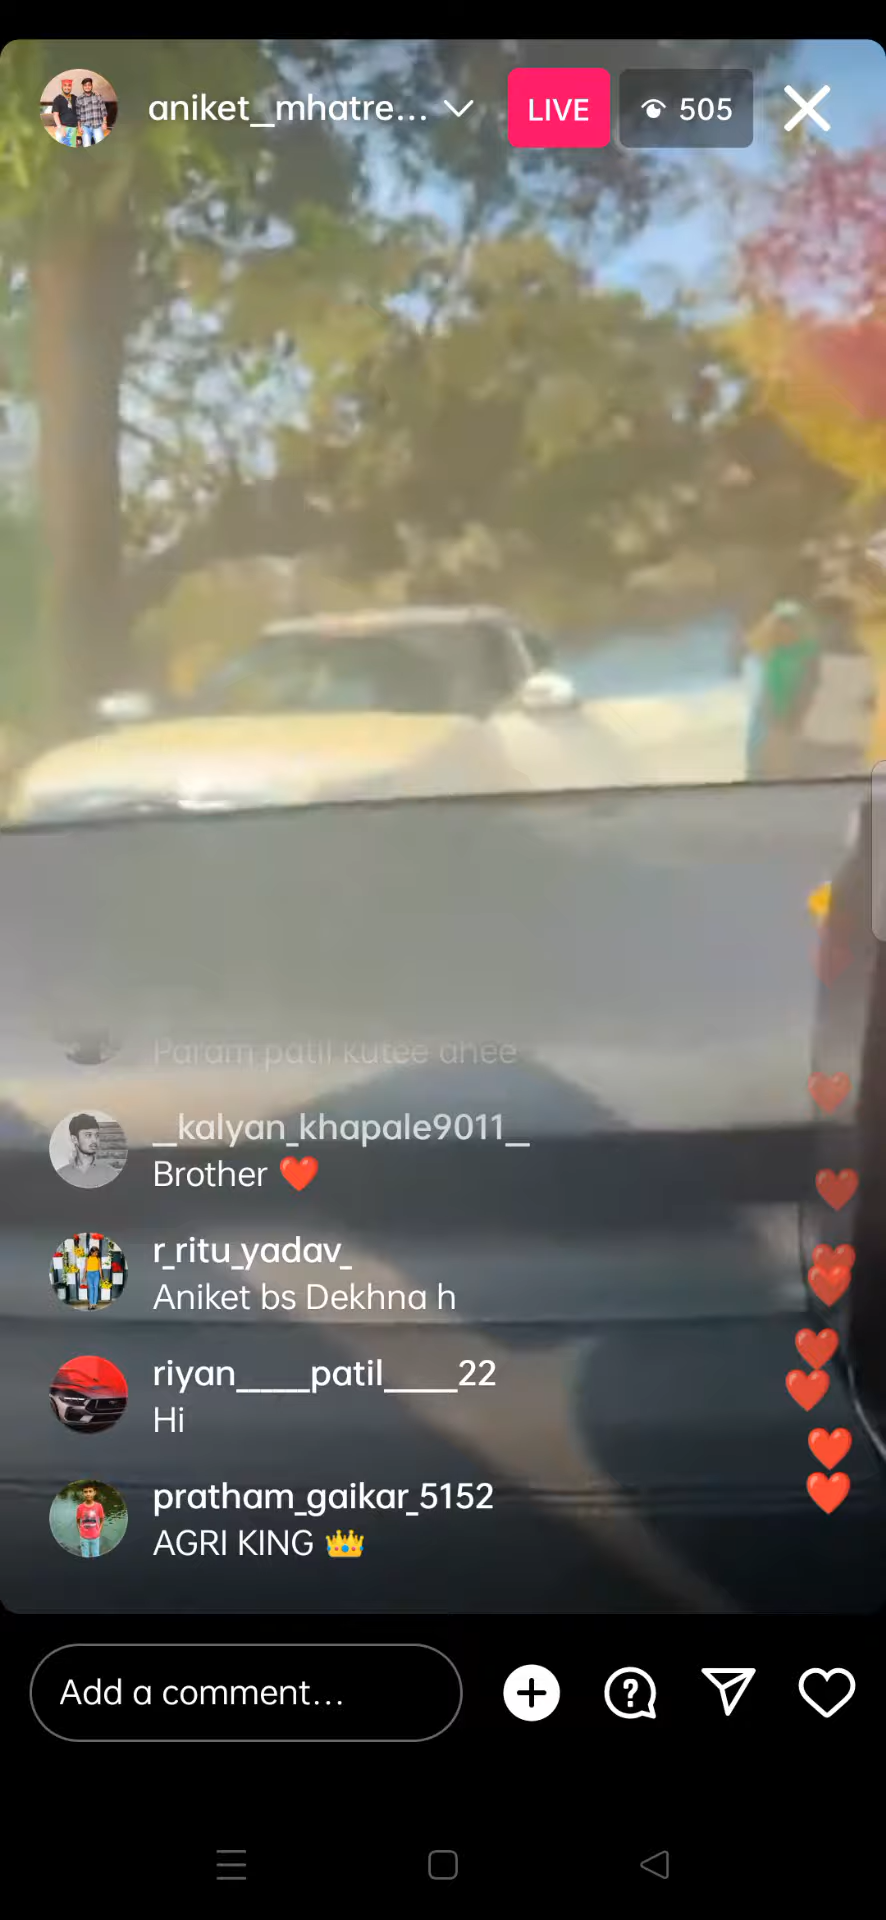 aniket_mhatre...
LIVE
505
Param patil kutee ahee
__kalyan_khapale9011__
Brother ❤️
r_ritu_yadav_
Aniket bs Dekhna h
riyan____patil____22
Hi
pratham_gaikar_5152
AGRI KING 👑
Add a comment...